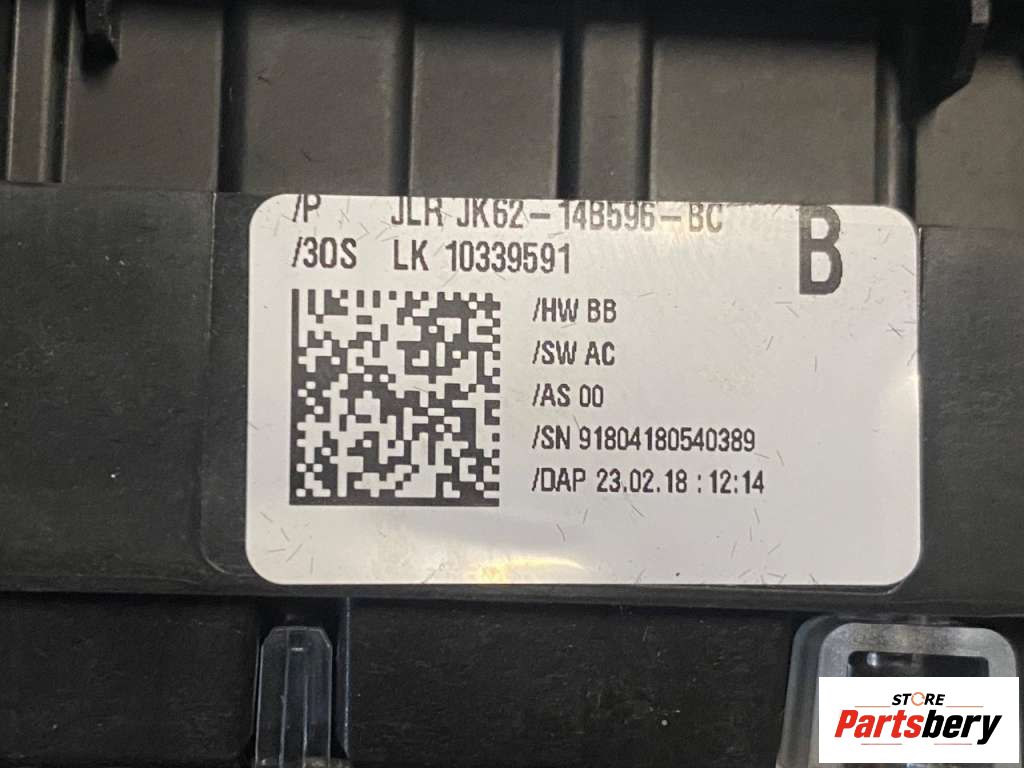 /P JLR JK62-14B596-BC
B
/3OS LK 10339591
/HW BB
/SW AC
/AS 00
/SN 91804180540389
/DAP 23.02.18 : 12:14
STORE
Partsbery